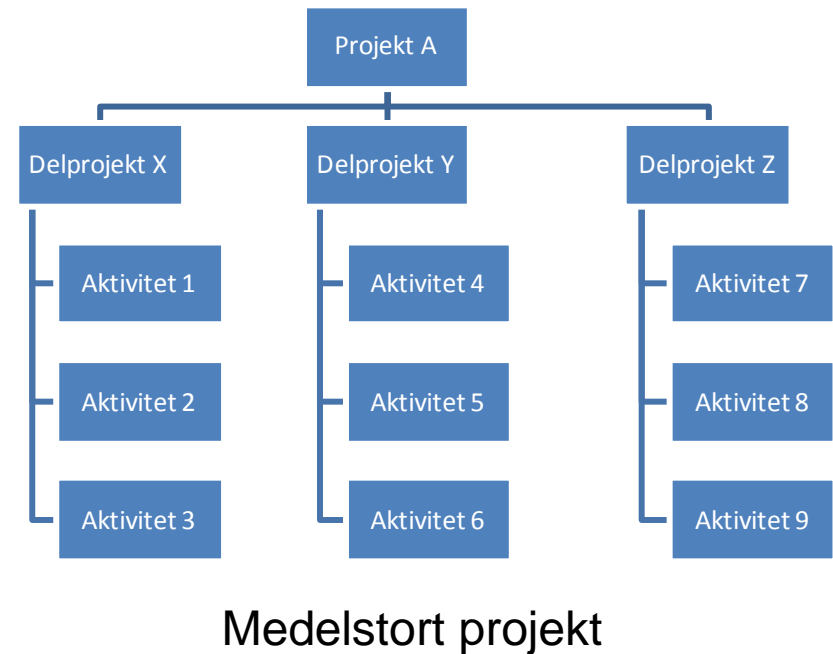 Projekt A
Delprojekt X
Delprojekt Y
Delprojekt Z
Aktivitet 1
Aktivitet 4
Aktivitet 7
Aktivitet 2
Aktivitet 5
Aktivitet 8
Aktivitet 3
Aktivitet 6
Aktivitet 9
Medelstort projekt